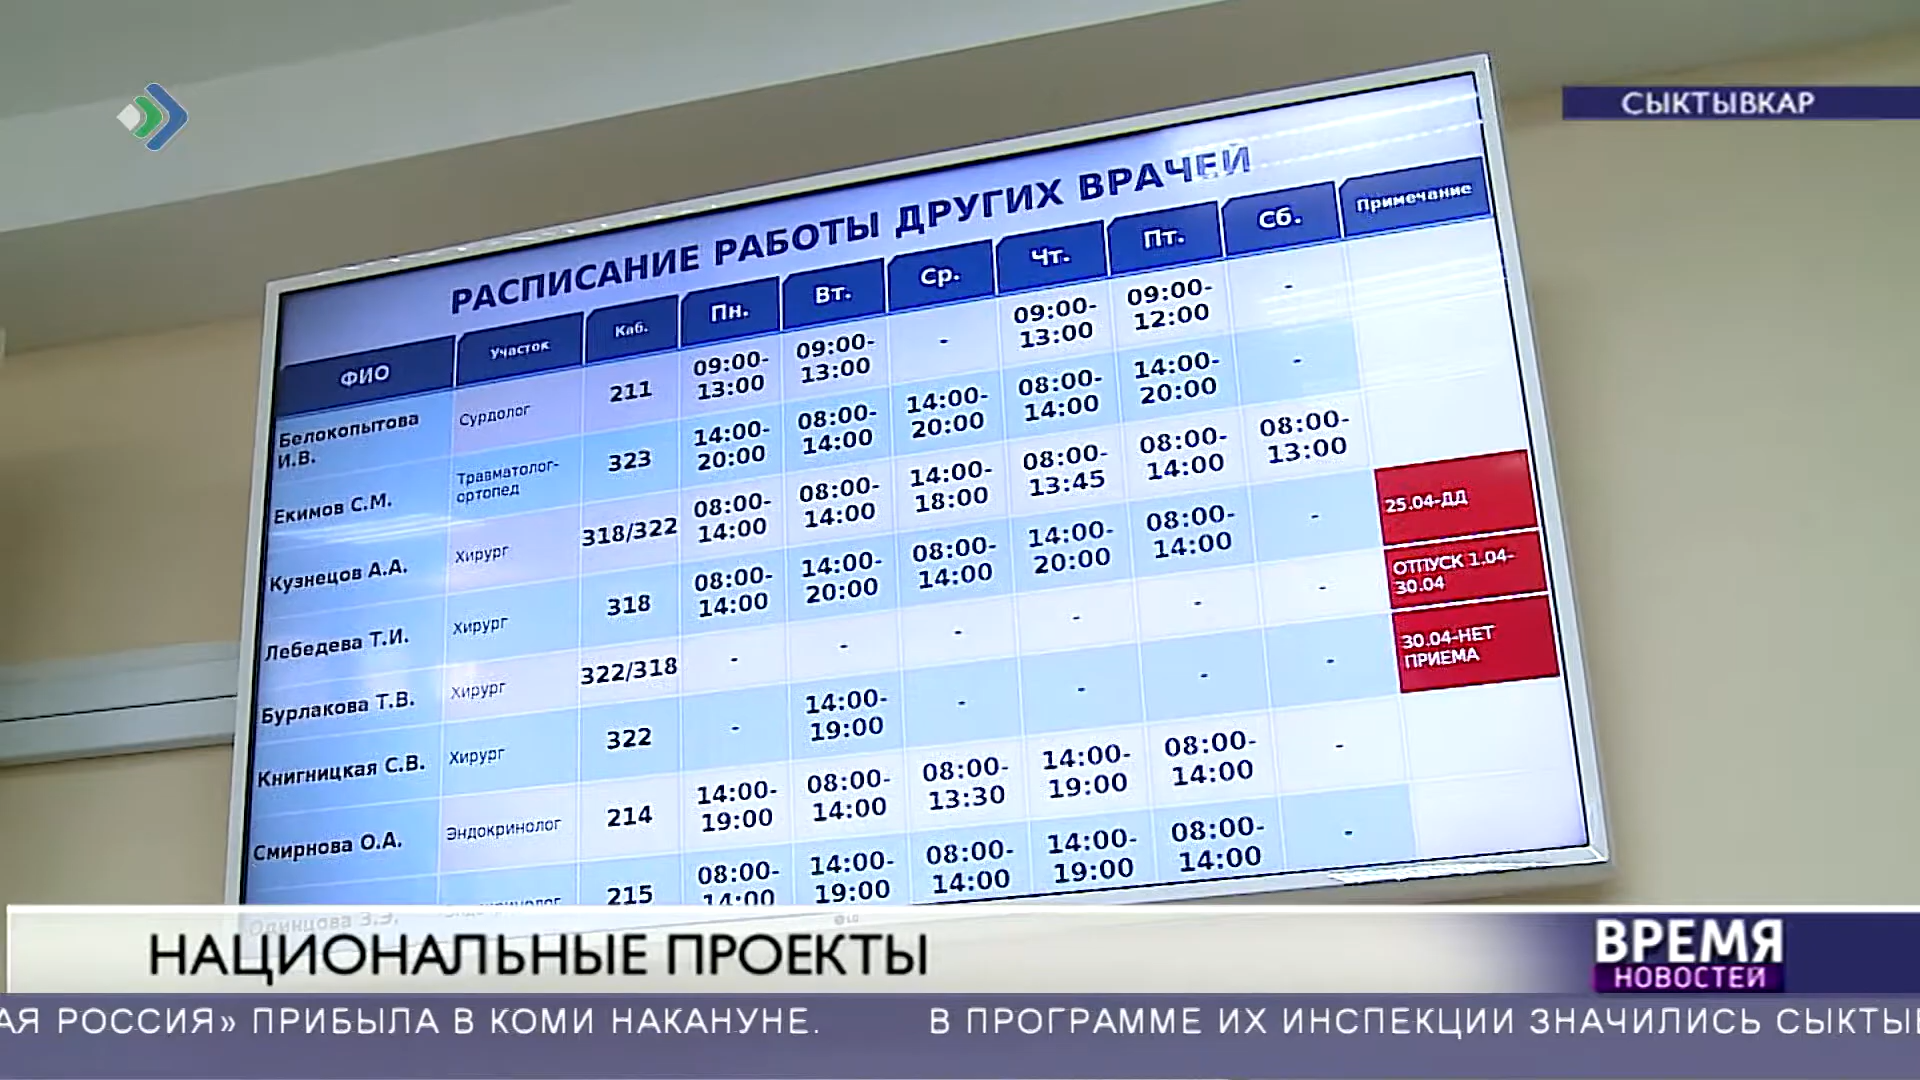 СЫКТЫВКАР
РАСПИСАНИЕ РАБОТЫ ДРУГИХ ВРАЧЕЙ
ФИО Участок Каб. Пн. Вт. Ср. Чт. Пт. Сб. Примечание
Белокопытова И.В. Сурдолог 211 09:00-13:00 09:00-13:00 - 09:00-13:00 09:00-12:00 -
Екимов С.М. Травматолог-ортопед 323 14:00-20:00 08:00-14:00 14:00-20:00 08:00-14:00 14:00-20:00 -
Кузнецов А.А. Хирург 318/322 08:00-14:00 08:00-14:00 14:00-18:00 08:00-13:45 08:00-14:00 08:00-13:00
Лебедева Т.И. Хирург 318 08:00-14:00 14:00-20:00 08:00-14:00 14:00-20:00 08:00-14:00 - 25.04-ДД
Бурлакова Т.В. Хирург 322/318 - - - - - - ОТПУСК 1.04-30.04
Книгницкая С.В. Хирург 322 - 14:00-19:00 - - - - 30.04-НЕТ ПРИЕМА
Смирнова О.А. Эндокринолог 214 14:00-19:00 08:00-14:00 08:00-13:30 14:00-19:00 08:00-14:00 -
Одинцова З.Э. Эндокринолог 215 08:00-14:00 14:00-19:00 08:00-14:00 14:00-19:00 08:00-14:00 -
LG
НАЦИОНАЛЬНЫЕ ПРОЕКТЫ
ВРЕМЯ
НОВОСТЕЙ
АЯ РОССИЯ» ПРИБЫЛА В КОМИ НАКАНУНЕ. В ПРОГРАММЕ ИХ ИНСПЕКЦИИ ЗНАЧИЛИСЬ СЫКТЫВ